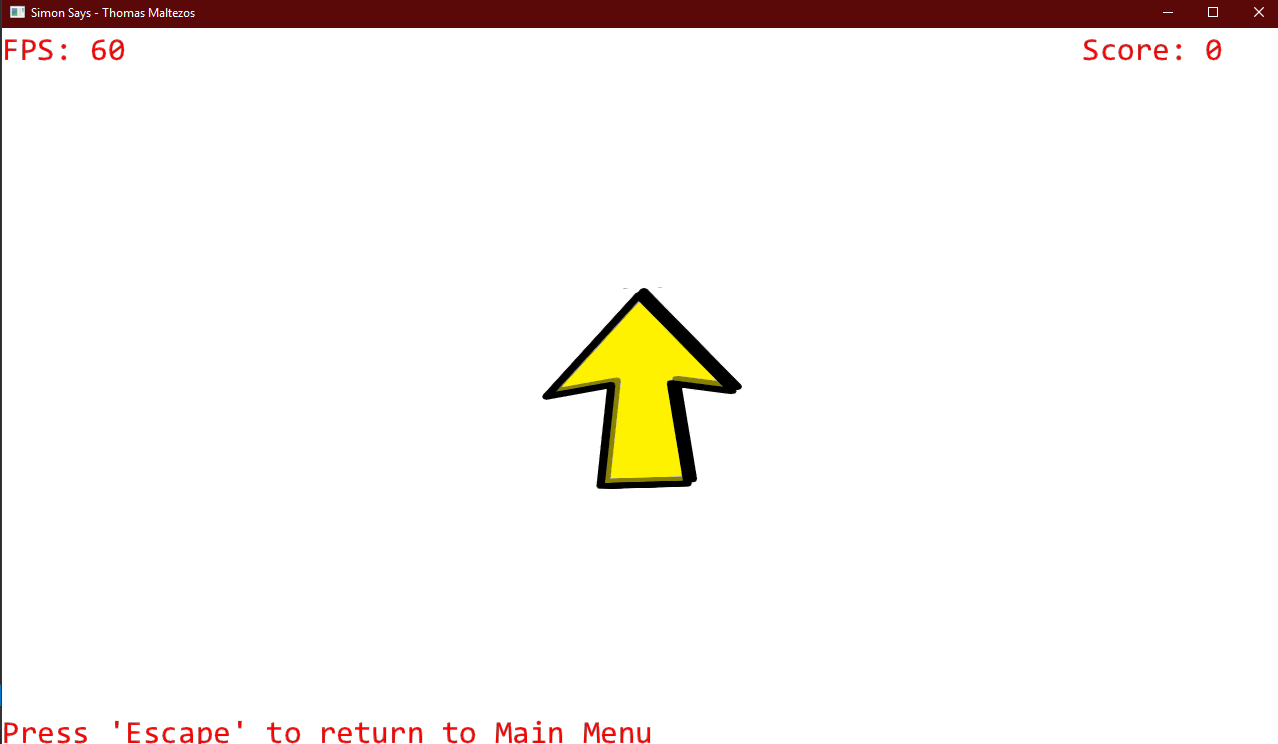 Simon Says - Thomas Maltezos
FPS: 60
Score: 0
Press 'Escape' to return to Main Menu